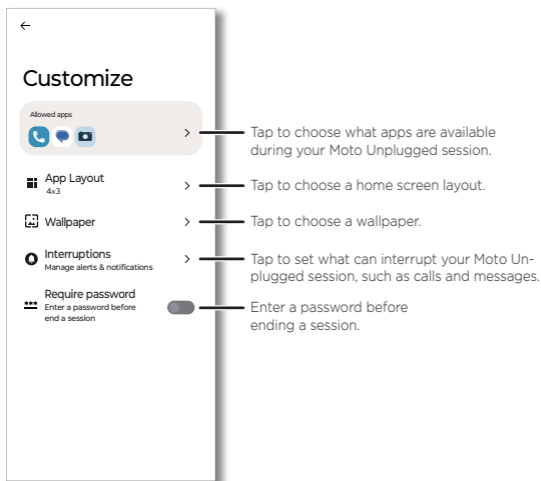 Customize
Allowed apps
Tap to choose what apps are available
during your Moto Unplugged session.
App Layout
4x3
Tap to choose a home screen layout.
Wallpaper
Tap to choose a wallpaper.
Interruptions
Manage alerts & notifications
Tap to set what can interrupt your Moto Un-
plugged session, such as calls and messages.
Require password
Enter a password before
end a session
Enter a password before
ending a session.